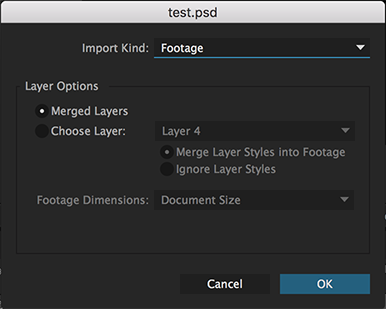 test.psd
Import Kind: Footage
Layer Options
Merged Layers
Choose Layer: Layer 4
Merge Layer Styles into Footage
Ignore Layer Styles
Footage Dimensions: Document Size
Cancel OK